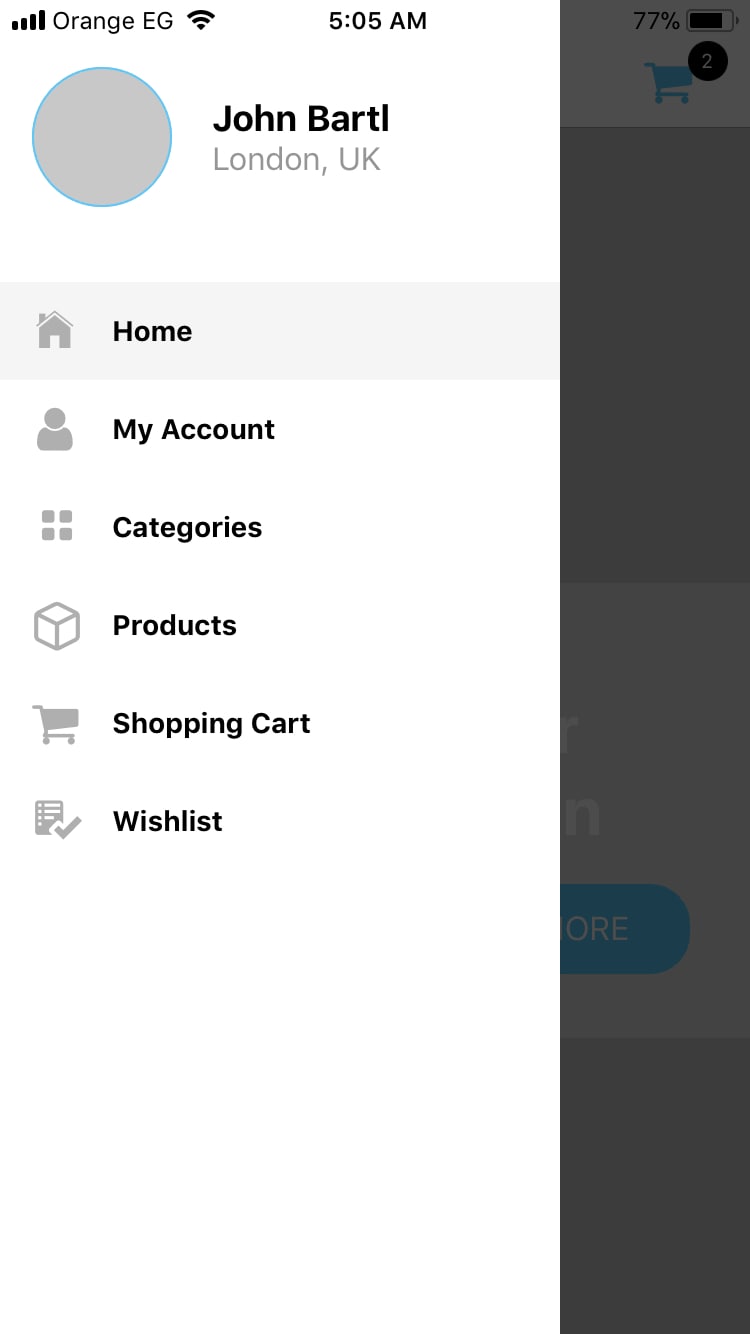 Orange EG 5:05 AM 77%
2
John Bartl
London, UK
Home
My Account
Categories
Products
Shopping Cart
Wishlist